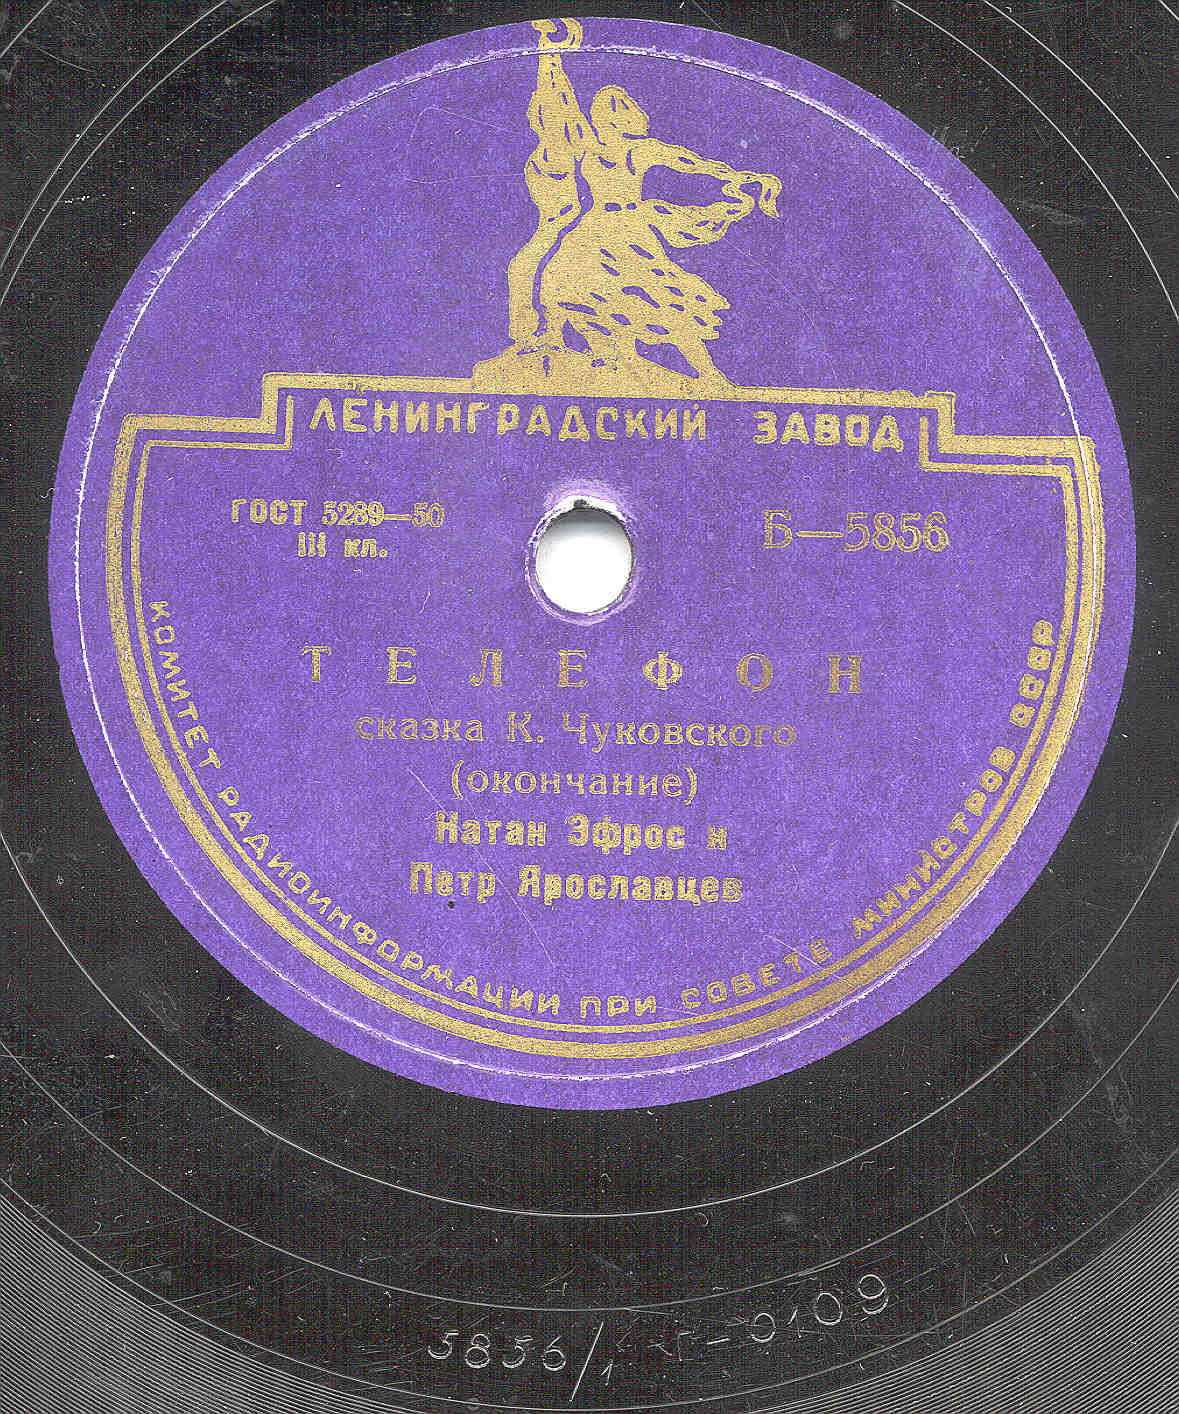 ЛЕНИНГРАДСКИЙ ЗАВОД
ГОСТ 5289—50
III кл.
Б—5856
ТЕЛЕФОН
сказка К. Чуковского
(окончание)
Натан Эфрос и
Петр Ярославцев
КОМИТЕТ РАДИОИНФОРМАЦИИ ПРИ СОВЕТЕ МИНИСТРОВ СССР
5856/1 Г-0109